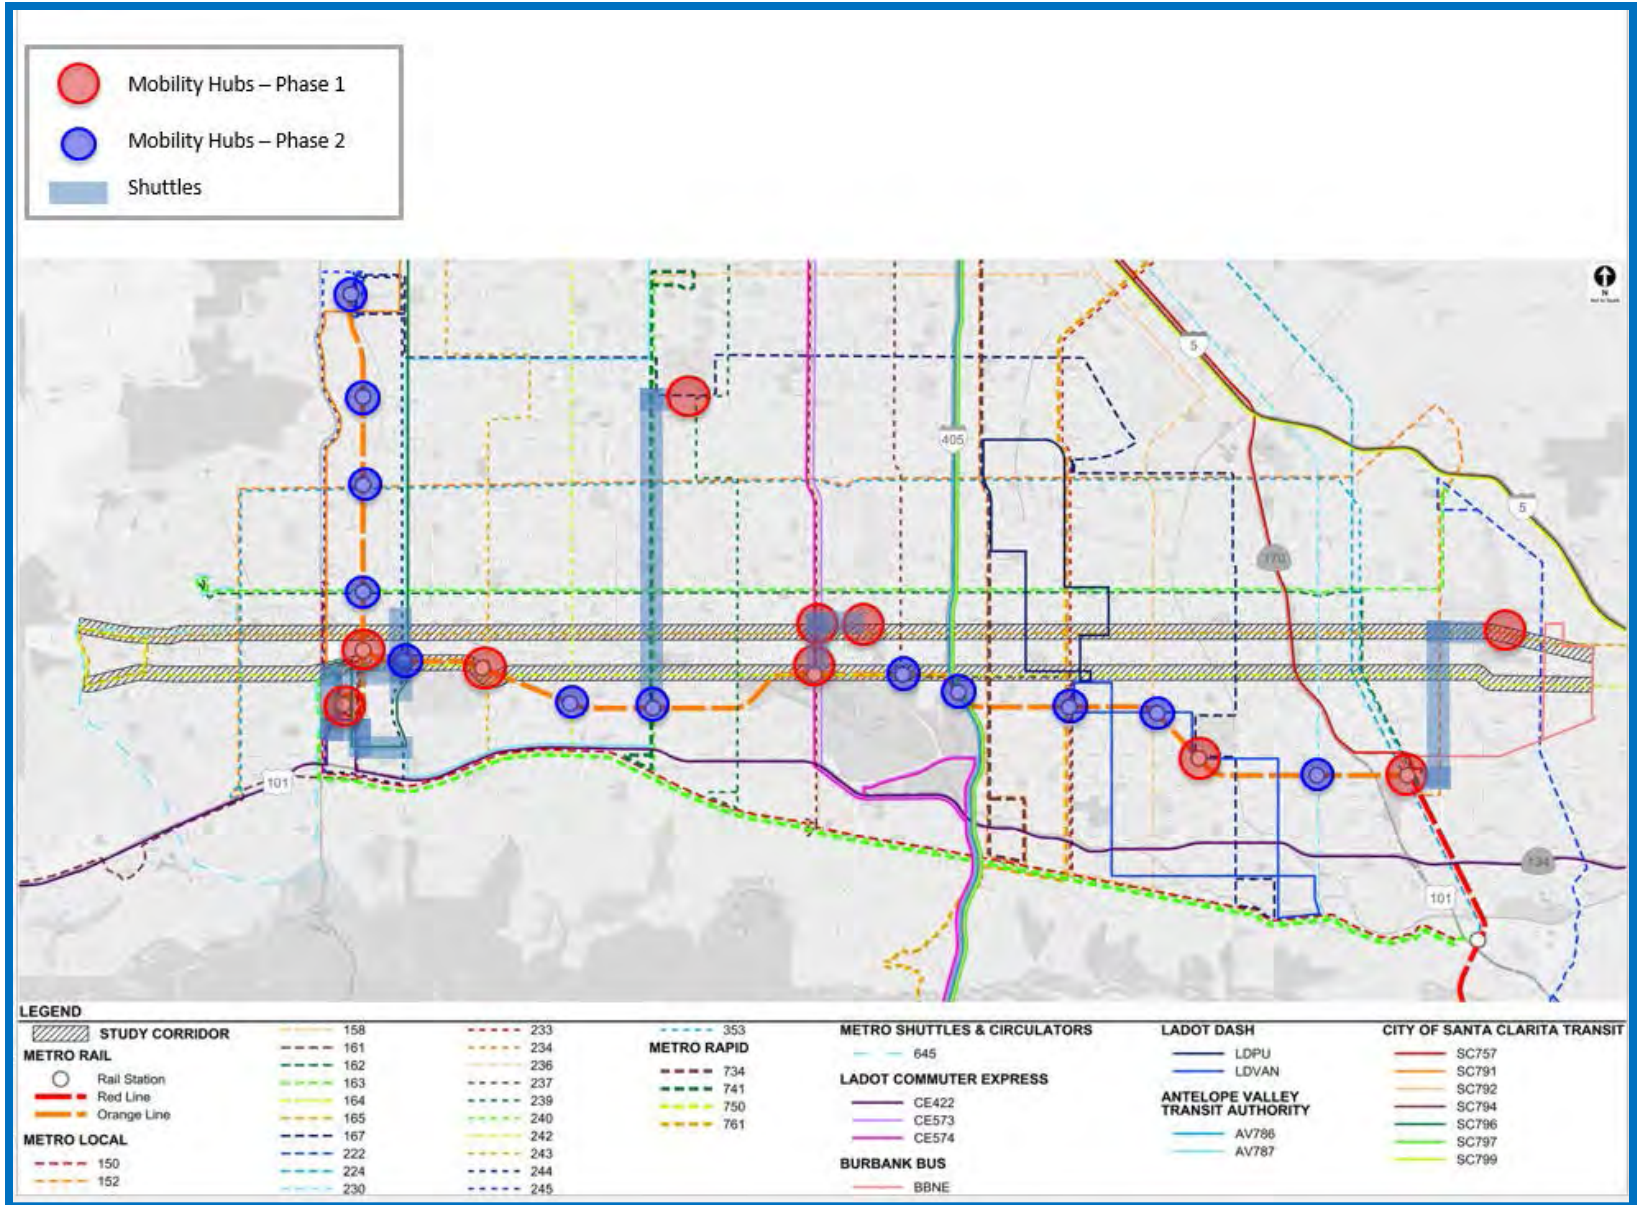 Mobility Hubs – Phase 1
Mobility Hubs – Phase 2
Shuttles
N
5
405
5
170
101
134
101
LEGEND
STUDY CORRIDOR
METRO RAIL
Rail Station
Red Line
Orange Line
METRO LOCAL
150
152
158
161
162
163
164
165
167
222
224
230
233
234
236
237
239
240
242
243
244
245
353
METRO RAPID
734
741
750
761
METRO SHUTTLES & CIRCULATORS
645
LADOT COMMUTER EXPRESS
CE422
CE573
CE574
BURBANK BUS
BBNE
LADOT DASH
LDPU
LDVAN
ANTELOPE VALLEY
TRANSIT AUTHORITY
AV786
AV787
CITY OF SANTA CLARITA TRANSIT
SC757
SC791
SC792
SC794
SC796
SC797
SC799